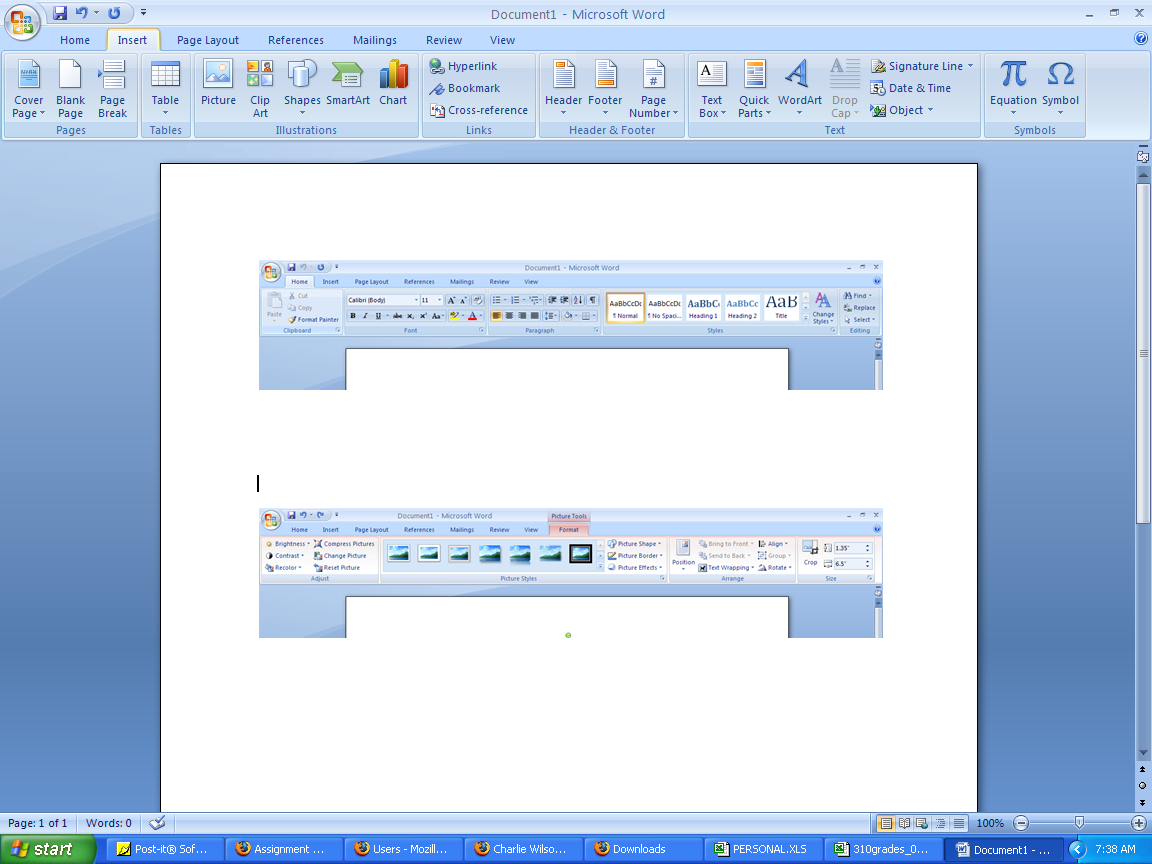 Document1 - Microsoft Word
Home Insert Page Layout References Mailings Review View
Cover Page Blank Page Page Break Table Picture Clip Art Shapes SmartArt Chart Hyperlink Bookmark Cross-reference Header Footer Page Number # A Text Box Quick Parts WordArt Drop Cap Signature Line Date & Time Object π Equation Ω Symbol
Pages Tables Illustrations Links Header & Footer Text Symbols
Document1 - Microsoft Word
Home Insert Page Layout References Mailings Review View
Paste Cut Copy Format Painter
Calibri (Body) 11
B I U abc
AaBbCcDc AaBbCcDc AaBbCc AaBbCc AaB
¶ Normal ¶ No Spaci... Heading 1 Heading 2 Title
Change Styles
Find Replace Select
Clipboard Font Paragraph Styles Editing
Document1 - Microsoft Word Picture Tools
Home Insert Page Layout References Mailings Review View Format
Brightness Compress Pictures Picture Shape Bring to Front Align 1.35"
Contrast Change Picture Picture Border Position Send to Back Group Crop 6.5"
Recolor Reset Picture Picture Effects Text Wrapping Rotate
Adjust Picture Styles Arrange Size
Page: 1 of 1 Words: 0 100%
start Post-it® Sof... Assignment ... Users - Mozill... Charlie Wilso... Downloads PERSONAL.XLS 310grades_0... Document1 - ... 7:38 AM